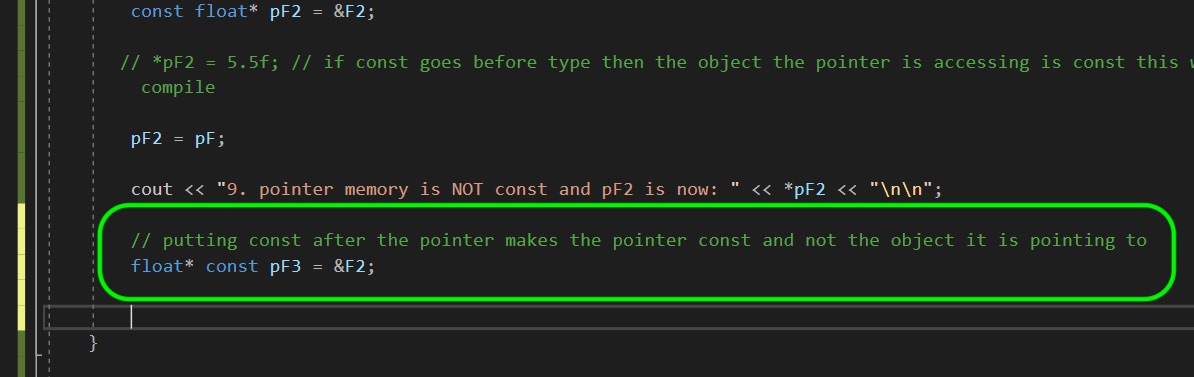 const float* pF2 = &F2;
// *pF2 = 5.5f; // if const goes before type then the object the pointer is accessing is const this
compile
pF2 = pF;
cout << "9. pointer memory is NOT const and pF2 is now: " << *pF2 << "\n\n";
// putting const after the pointer makes the pointer const and not the object it is pointing to
float* const pF3 = &F2;
}